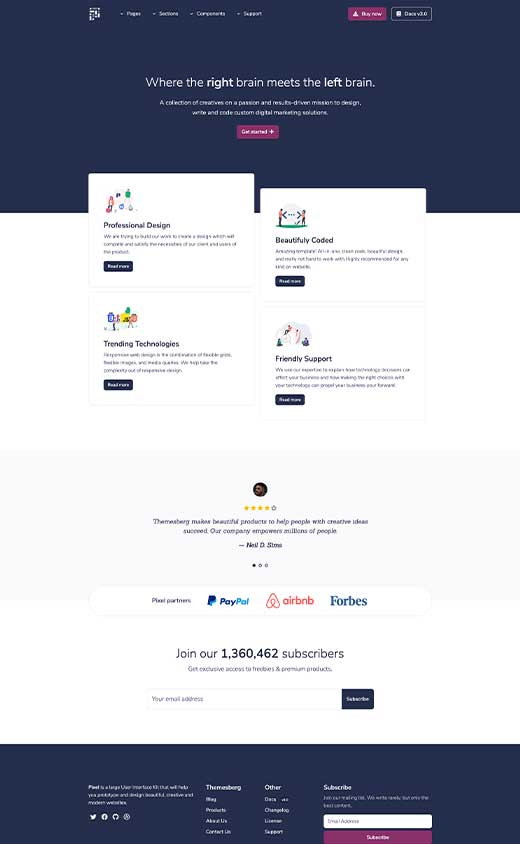 Pages Sections Components Support Buy now Docs v3.0
Where the right brain meets the left brain.
A collection of creatives on a passion and results-driven mission to design,
write and code custom digital marketing solutions.
Get started +
Professional Design
We are trying to build our work to create a design which will
complete and satisfy the necessities of our client and users of
the product.
Read more
Beautifuly Coded
Amazing template! All-in-one, clean code, beautiful design,
and really not hard to work with. Highly recommended for any
kind on website.
Read more
Trending Technologies
Responsive web design is the combination of flexible grids,
flexible images, and media queries. We help take the
complexity out of responsive design.
Read more
Friendly Support
We use our expertise to explain how technology decisions can
affect your business and how making the right choices with
your technology can propel your business your forward.
Read more
Themesberg makes beautiful products to help people with creative ideas
succeed. Our company empowers millions of people.
— Neil D. Sims
Pixel partners PayPal airbnb Forbes
Join our 1,360,462 subscribers
Get exclusive access to freebies & premium products.
Your email address Subscribe
Pixel is a large User Interface Kit that will help
you prototype and design beautiful, creative and
modern websites.
Themesberg
Blog
Products
About Us
Contact Us
Other
Docs v3.0
Changelog
License
Support
Subscribe
Join our mailing list. We write rarely, but only the
best content.
Email Address
Subscribe